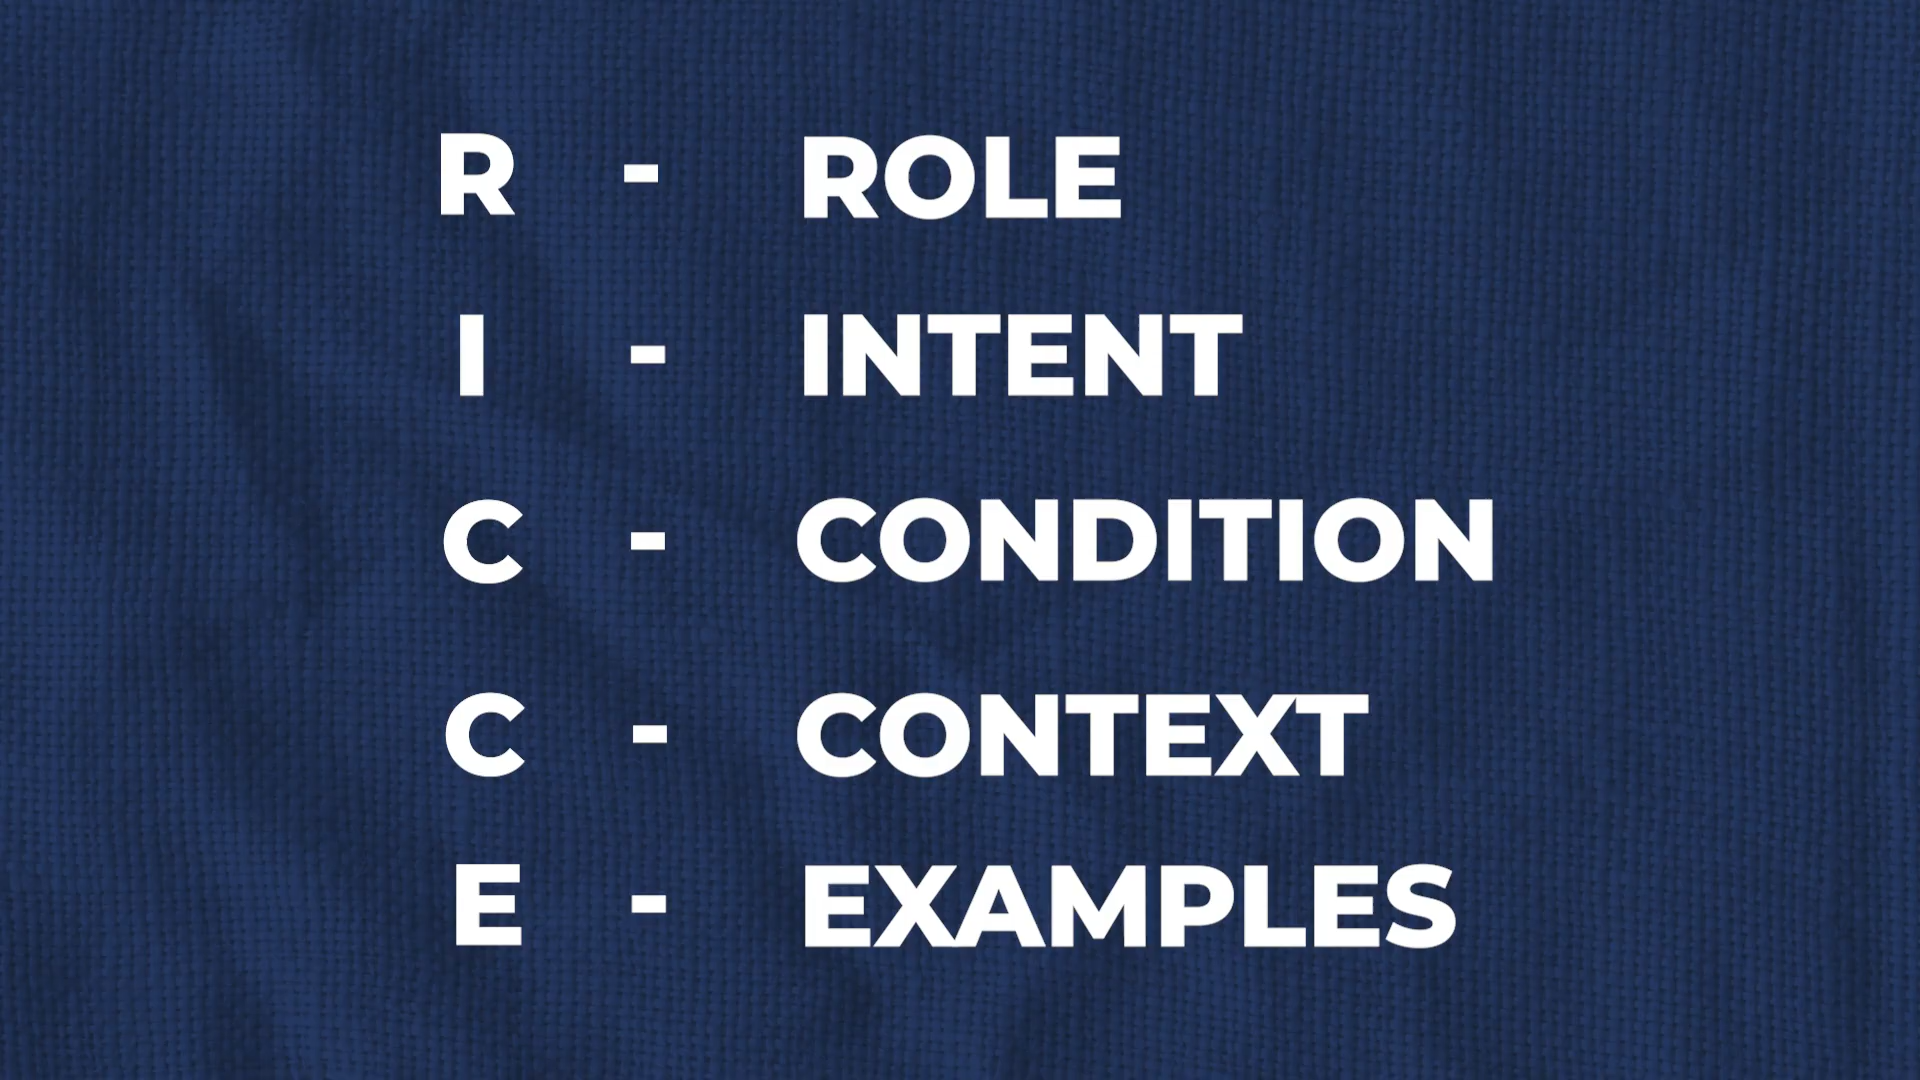 R - ROLE
I - INTENT
C - CONDITION
C - CONTEXT
E - EXAMPLES